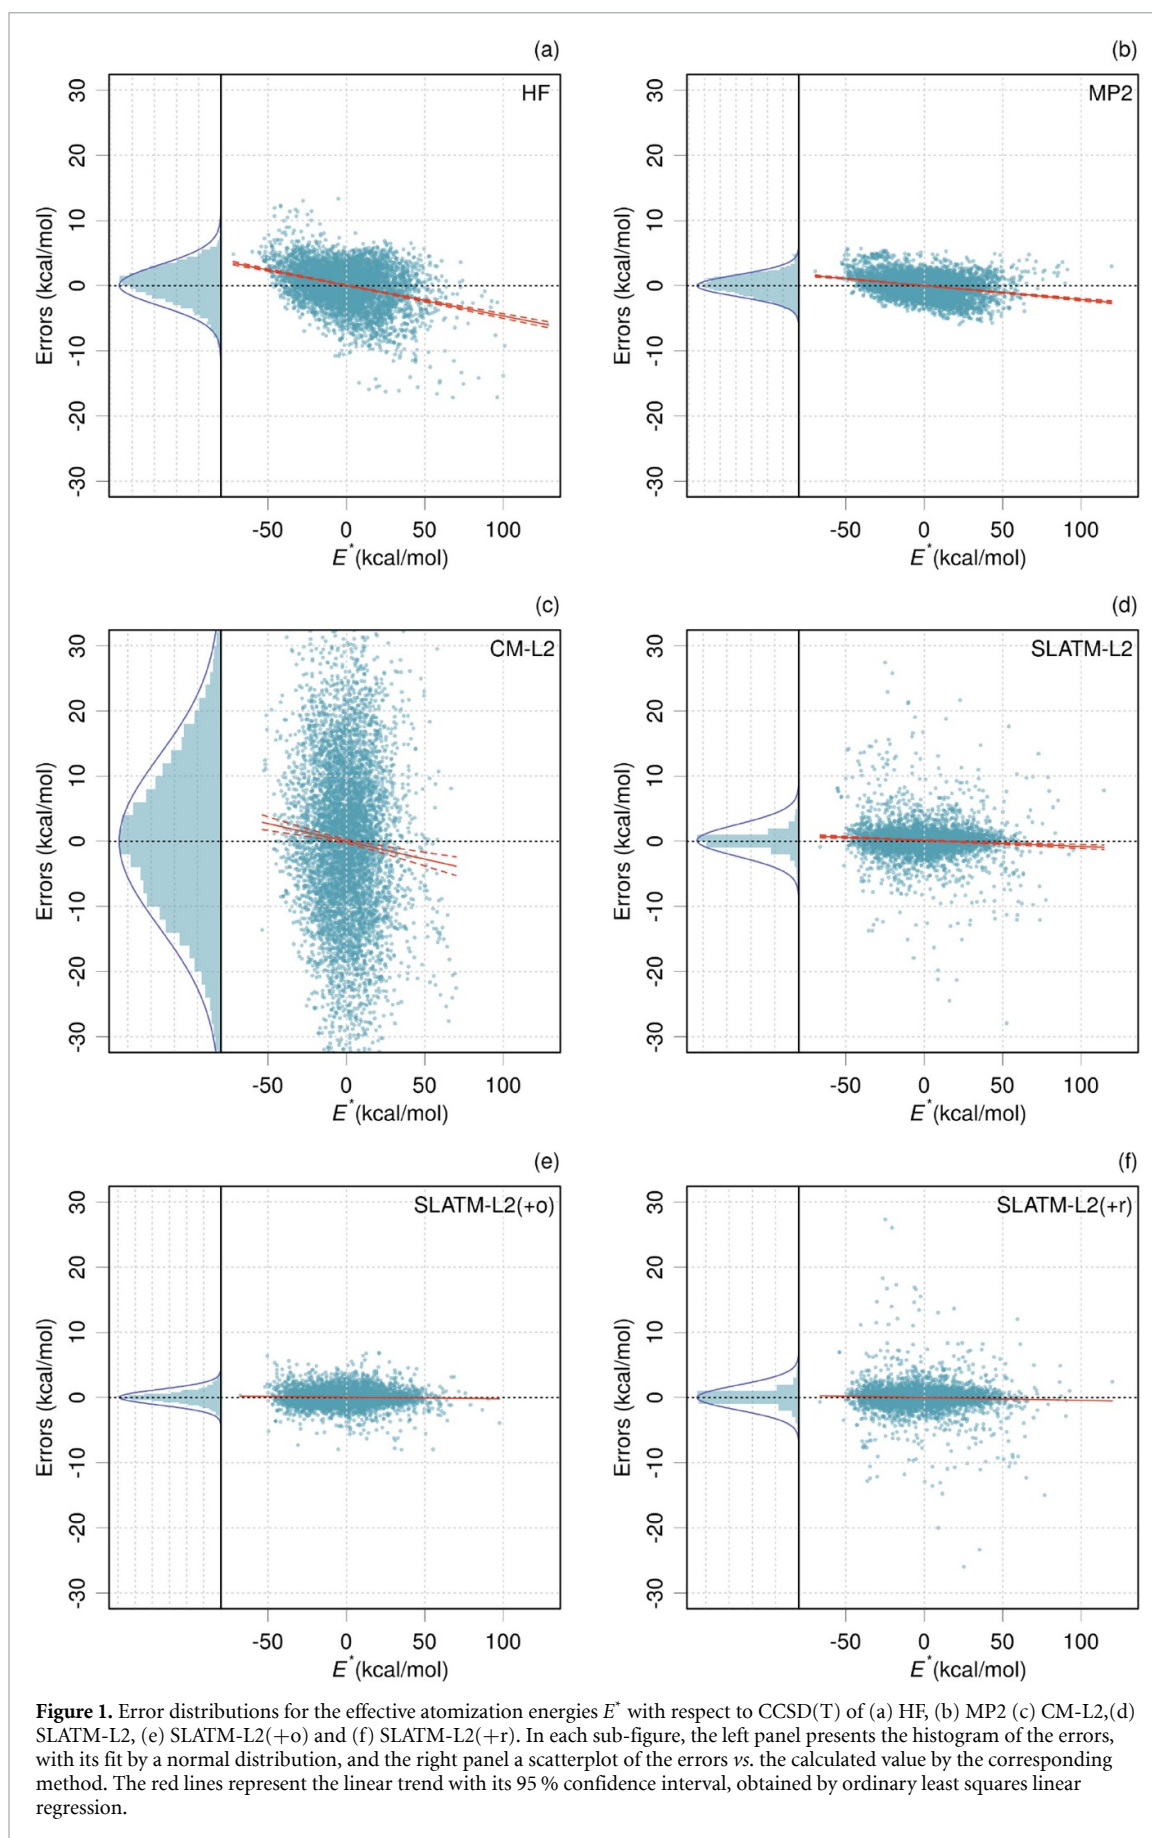 (a)
HF
30
20
10
0
-10
-20
-30
Errors (kcal/mol)
-50
0
50
100
E*(kcal/mol)
(b)
MP2
30
20
10
0
-10
-20
-30
Errors (kcal/mol)
-50
0
50
100
E*(kcal/mol)
(c)
CM-L2
30
20
10
0
-10
-20
-30
Errors (kcal/mol)
-50
0
50
100
E*(kcal/mol)
(d)
SLATM-L2
30
20
10
0
-10
-20
-30
Errors (kcal/mol)
-50
0
50
100
E*(kcal/mol)
(e)
SLATM-L2(+o)
30
20
10
0
-10
-20
-30
Errors (kcal/mol)
-50
0
50
100
E*(kcal/mol)
(f)
SLATM-L2(+r)
30
20
10
0
-10
-20
-30
Errors (kcal/mol)
-50
0
50
100
E*(kcal/mol)
Figure 1. Error distributions for the effective atomization energies E* with respect to CCSD(T) of (a) HF, (b) MP2 (c) CM-L2,(d)
SLATM-L2, (e) SLATM-L2(+o) and (f) SLATM-L2(+r). In each sub-figure, the left panel presents the histogram of the errors,
with its fit by a normal distribution, and the right panel a scatterplot of the errors vs. the calculated value by the corresponding
method. The red lines represent the linear trend with its 95 % confidence interval, obtained by ordinary least squares linear
regression.